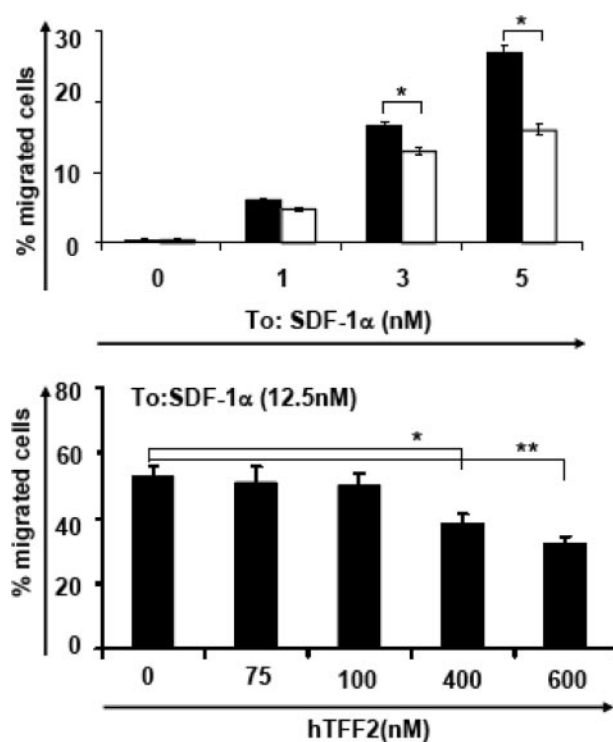 % migrated cells
30
*
*
20
10
0
0 1 3 5
To: SDF-1α (nM)
% migrated cells
80
To:SDF-1α (12.5nM)
*
**
60
40
20
0
0 75 100 400 600
hTFF2(nM)